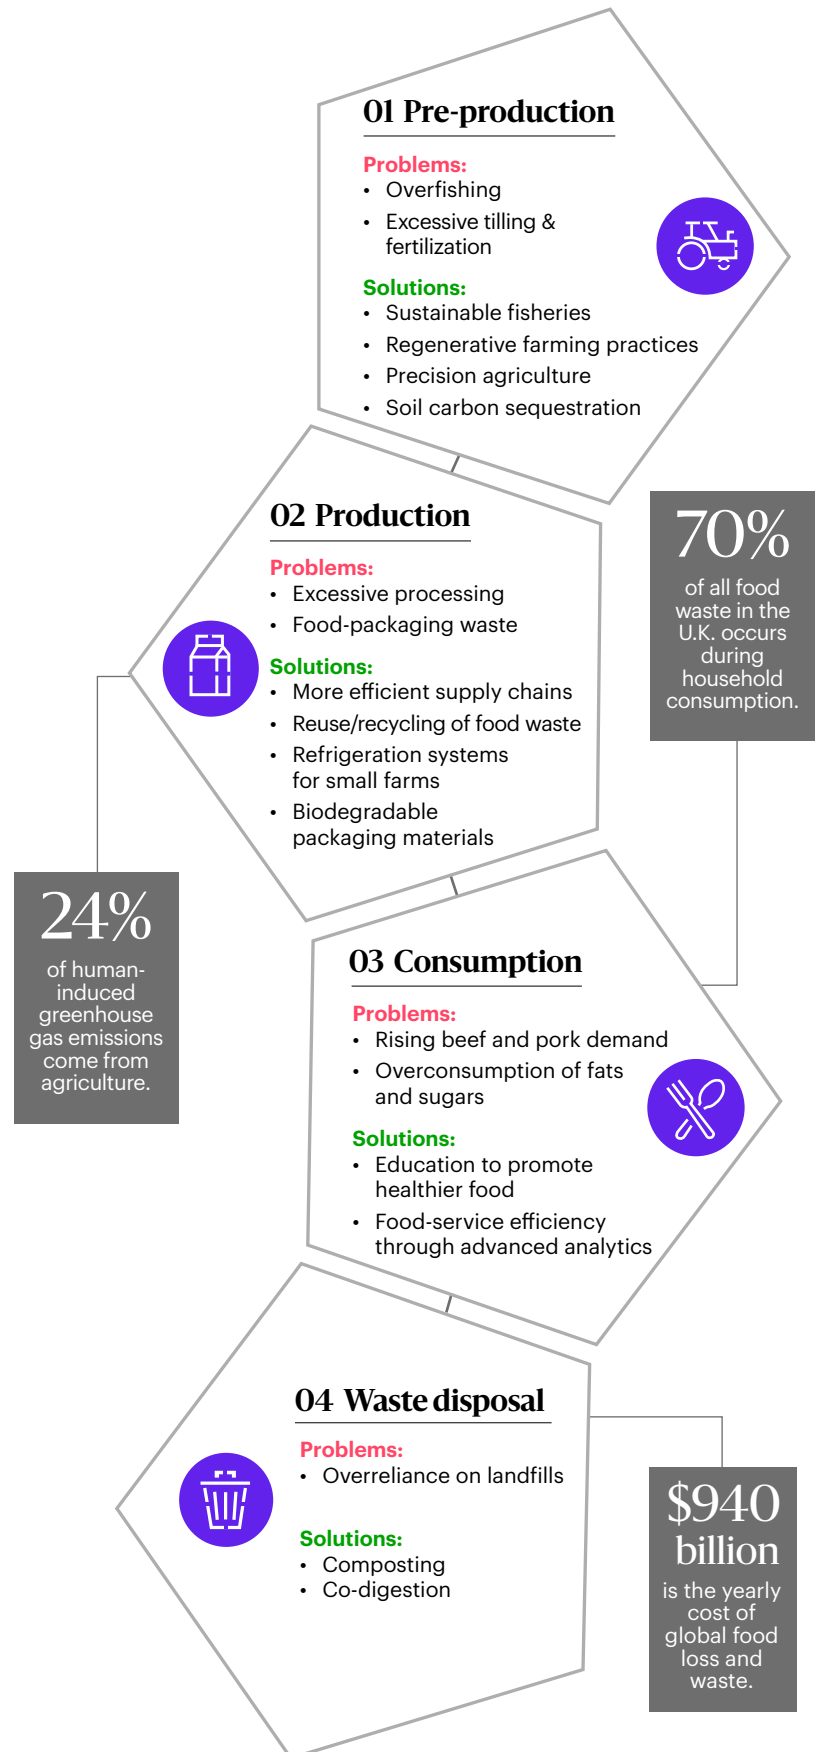 01 Pre-production
Problems:
• Overfishing
• Excessive tilling &
fertilization
Solutions:
• Sustainable fisheries
• Regenerative farming practices
• Precision agriculture
• Soil carbon sequestration
02 Production
Problems:
• Excessive processing
• Food-packaging waste
Solutions:
• More efficient supply chains
• Reuse/recycling of food waste
• Refrigeration systems
for small farms
• Biodegradable
packaging materials
70%
of all food
waste in the
U.K. occurs
during
household
consumption.
24%
of human-
induced
greenhouse
gas emissions
come from
agriculture.
03 Consumption
Problems:
• Rising beef and pork demand
• Overconsumption of fats
and sugars
Solutions:
• Education to promote
healthier food
• Food-service efficiency
through advanced analytics
04 Waste disposal
Problems:
• Overreliance on landfills
Solutions:
• Composting
• Co-digestion
$940
billion
is the yearly
cost of
global food
loss and
waste.